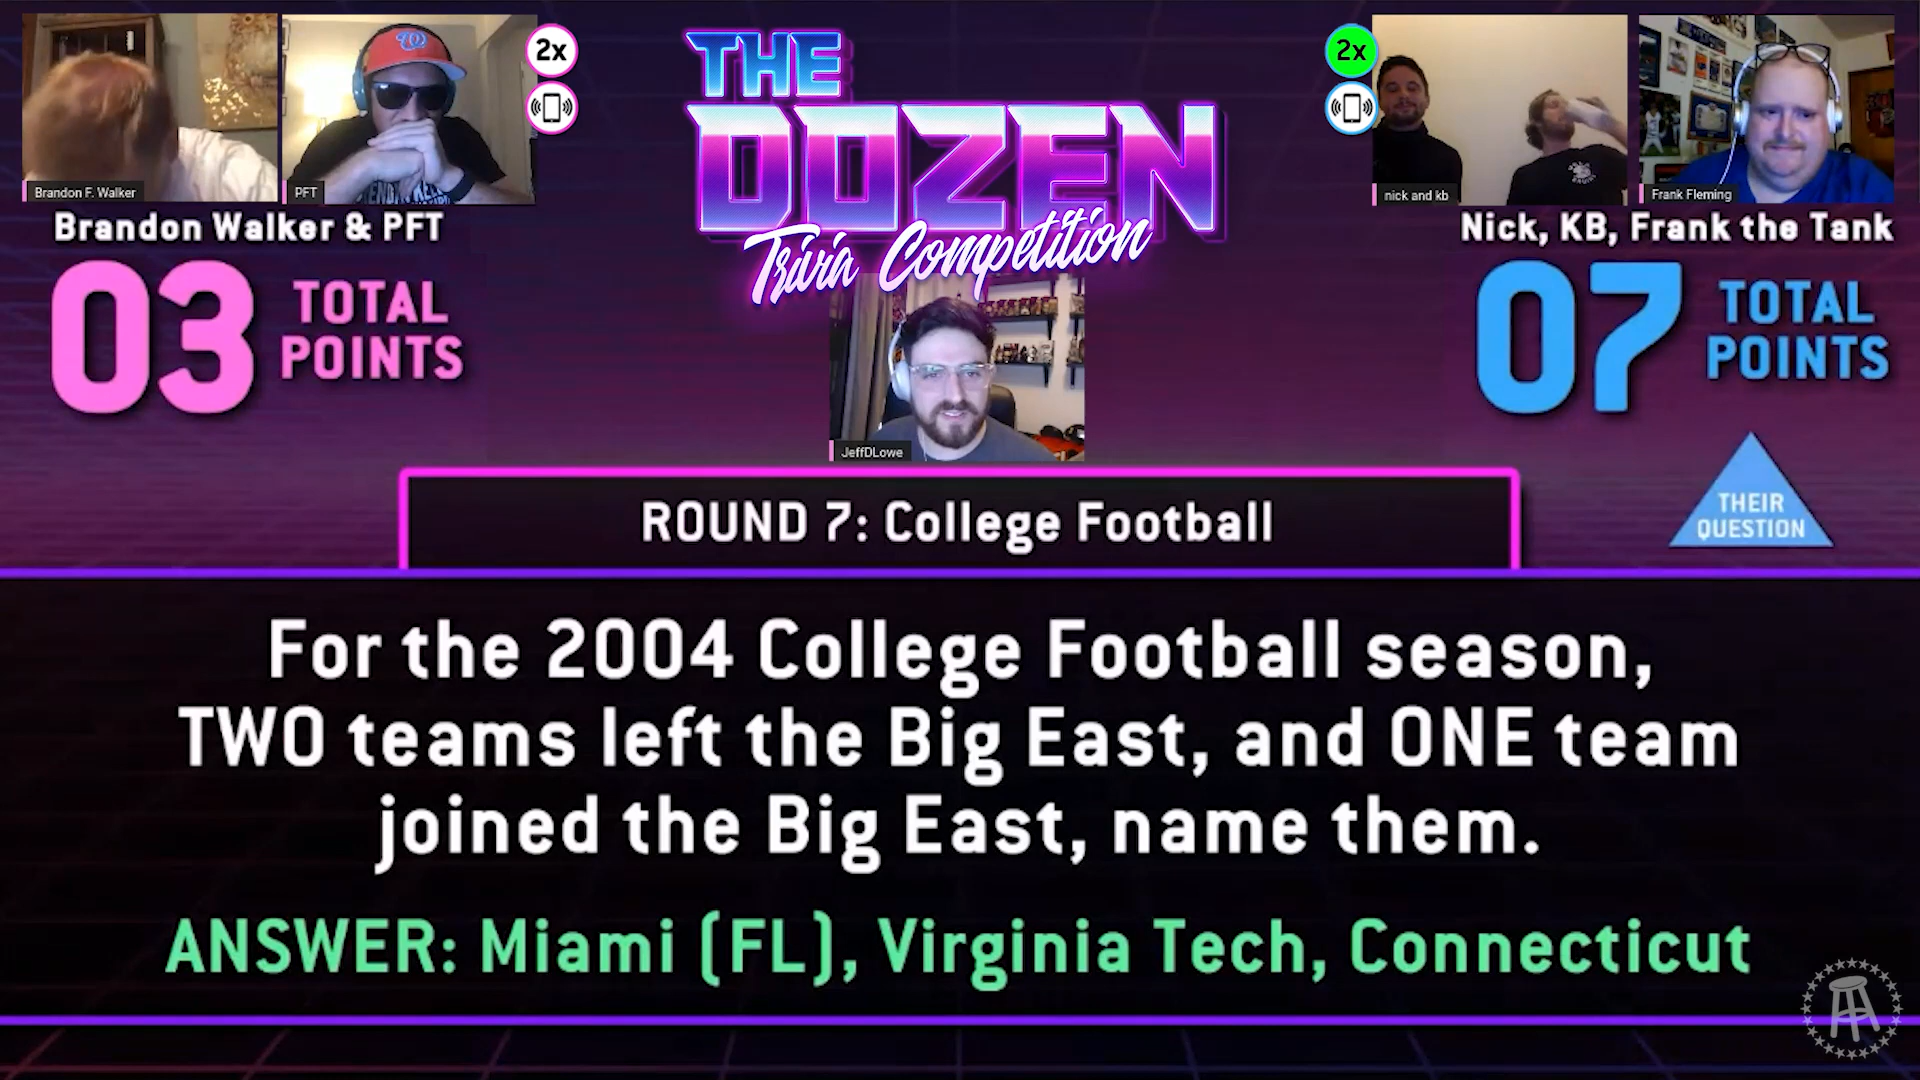 THE
DOZEN
Trivia Competition
2x
2x
Brandon F. Walker
PFT
nick and kb
Frank Fleming
Brandon Walker & PFT
Nick, KB, Frank the Tank
03 TOTAL POINTS
07 TOTAL POINTS
JeffDLowe
THEIR
QUESTION
ROUND 7: College Football
For the 2004 College Football season,
TWO teams left the Big East, and ONE team
joined the Big East, name them.
ANSWER: Miami (FL), Virginia Tech, Connecticut